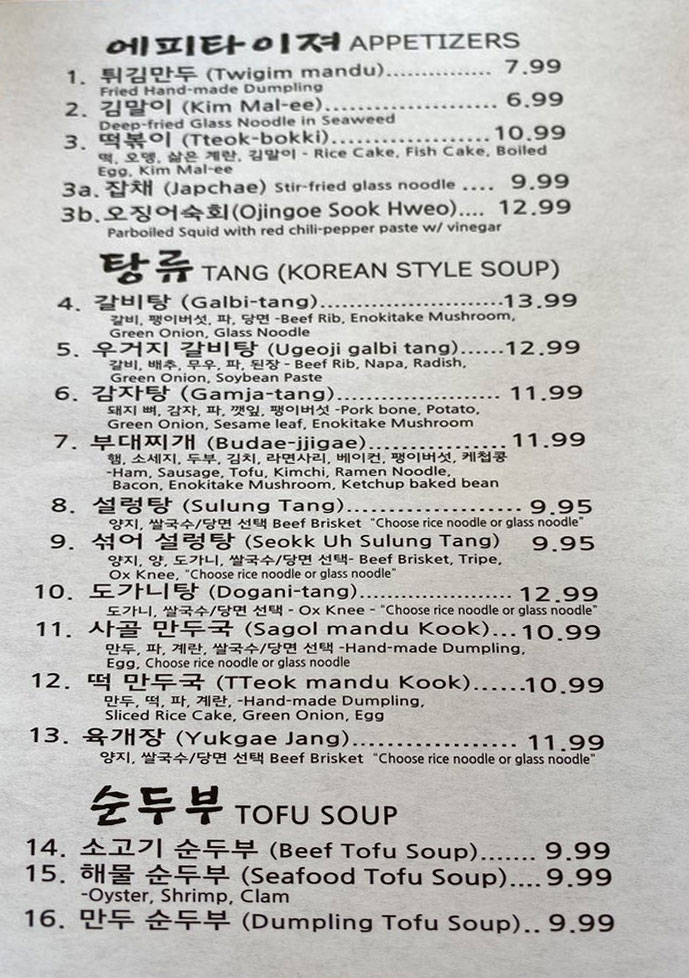 에피타이져 APPETIZERS
1. 튀김만두 (Twigim mandu)............... 7.99
Fried Hand-made Dumpling
2. 김말이 (Kim Mal-ee)........................ 6.99
Deep-fried Glass Noodle in Seaweed
3. 떡볶이 (Tteok-bokki)......................10.99
떡, 오뎅, 삶은 계란, 김말이 - Rice Cake, Fish Cake, Boiled
Egg, Kim Mal-ee
3a. 잡채 (Japchae) Stir-fried glass noodle .... 9.99
3b. 오징어숙회(Ojingoe Sook Hweo).... 12.99
Parboiled Squid with red chili-pepper paste w/ vinegar
탕류 TANG (KOREAN STYLE SOUP)
4. 갈비탕 (Galbi-tang)..........................13.99
갈비, 팽이버섯, 파, 당면 -Beef Rib, Enokitake Mushroom,
Green Onion, Glass Noodle
5. 우거지 갈비탕 (Ugeoji galbi tang)......12.99
갈비, 배추, 무우, 파, 된장 - Beef Rib, Napa, Radish,
Green Onion, Soybean Paste
6. 감자탕 (Gamja-tang)........................ 11.99
돼지 뼈, 감자, 파, 깻잎, 팽이버섯 -Pork bone, Potato,
Green Onion, Sesame leaf, Enokitake Mushroom
7. 부대찌개 (Budae-jjigae)...................11.99
햄, 소세지, 두부, 김치, 라면사리, 베이컨, 팽이버섯, 케첩콩
-Ham, Sausage, Tofu, Kimchi, Ramen Noodle,
Bacon, Enokitake Mushroom, Ketchup baked bean
8. 설렁탕 (Sulung Tang)..................... 9.95
양지, 쌀국수/당면 선택 Beef Brisket "Choose rice noodle or glass noodle"
9. 섞어 설렁탕 (Seokk Uh Sulung Tang) 9.95
양지, 양, 도가니, 쌀국수/당면 선택- Beef Brisket, Tripe,
Ox Knee, "Choose rice noodle or glass noodle"
10. 도가니탕 (Dogani-tang)..................... 12.99
도가니, 쌀국수/당면 선택 - Ox Knee - "Choose rice noodle or glass noodle"
11. 사골 만두국 (Sagol mandu Kook)...10.99
만두, 파, 계란, 쌀국수/당면 선택 -Hand-made Dumpling,
Egg, Choose rice noodle or glass noodle
12. 떡 만두국 (TTeok mandu Kook)......10.99
만두, 떡, 파, 계란, -Hand-made Dumpling,
Sliced Rice Cake, Green Onion, Egg
13. 육개장 (Yukgae Jang).................... 11.99
양지, 쌀국수/당면 선택 Beef Brisket "Choose rice noodle or glass noodle"
순두부 TOFU SOUP
14. 소고기 순두부 (Beef Tofu Soup)....... 9.99
15. 해물 순두부 (Seafood Tofu Soup)....9.99
-Oyster, Shrimp, Clam
16. 만두 순두부 (Dumpling Tofu Soup).. 9.99